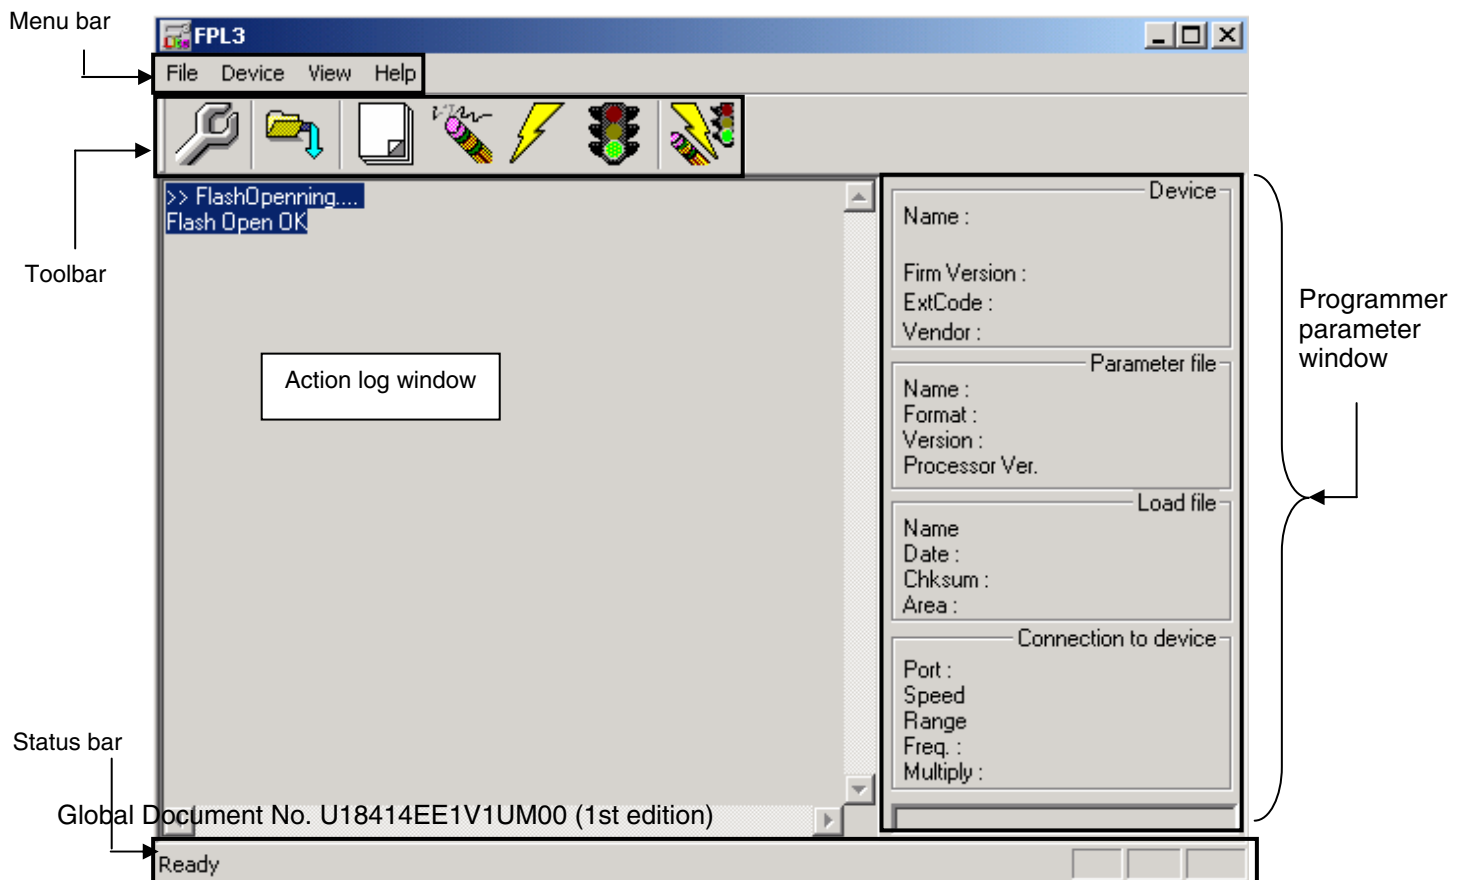 Menu bar
FPL3
File Device View Help
Toolbar
>> FlashOpenning....
Flash Open OK
Action log window
Device
Name :
Firm Version :
ExtCode :
Vendor :
Parameter file
Name :
Format :
Version :
Processor Ver.
Load file
Name
Date :
Chksum :
Area :
Connection to device
Port :
Speed
Range
Freq. :
Multiply :
Programmer
parameter
window
Status bar
Global Document No. U18414EE1V1UM00 (1st edition)
Ready